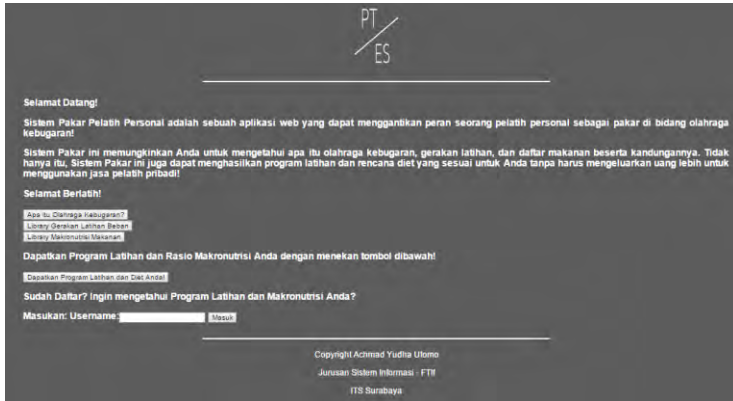 PT
ES
Selamat Datang!
Sistem Pakar Pelatih Personal adalah sebuah aplikasi web yang dapat menggantikan peran seorang pelatih personal sebagai pakar di bidang olahraga
kebugaran!
Sistem Pakar ini memungkinkan Anda untuk mengetahui apa itu olahraga kebugaran, gerakan latihan, dan daftar makanan beserta kandungannya. Tidak
hanya itu, Sistem Pakar ini juga dapat menghasilkan program latihan dan rencana diet yang sesuai untuk Anda tanpa harus mengeluarkan uang lebih untuk
menggunakan jasa pelatih pribadi!
Selamat Berlatih!
Apa itu Olahraga Kebugaran?
Library Gerakan Latihan Beban
Library Makronutrisi Makanan
Dapatkan Program Latihan dan Rasio Makronutrisi Anda dengan menekan tombol dibawah!
Dapatkan Program Latihan dan Diet Anda!
Sudah Daftar? Ingin mengetahui Program Latihan dan Makronutrisi Anda?
Masukan: Username: Masuk
Copyright Achmad Yudha Utomo
Jurusan Sistem Informasi - FTIf
ITS Surabaya